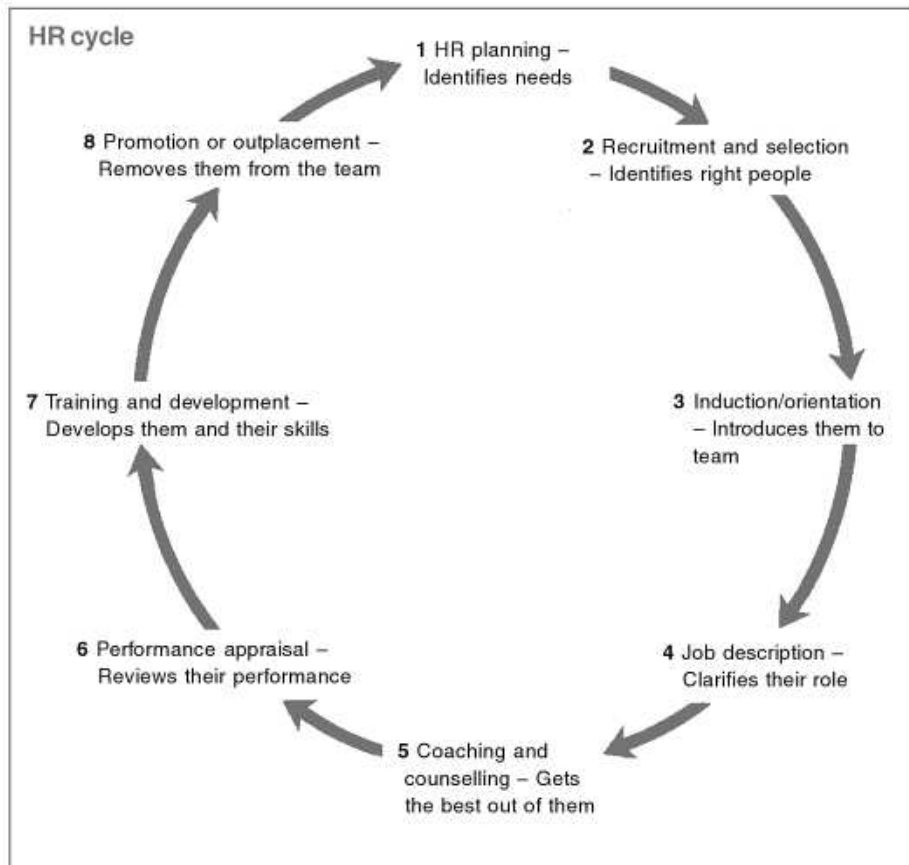 HR cycle
1 HR planning –
Identifies needs
2 Recruitment and selection
– Identifies right people
3 Induction/orientation
– Introduces them to
team
4 Job description –
Clarifies their role
5 Coaching and
counselling – Gets
the best out of them
6 Performance appraisal –
Reviews their performance
7 Training and development –
Develops them and their skills
8 Promotion or outplacement –
Removes them from the team